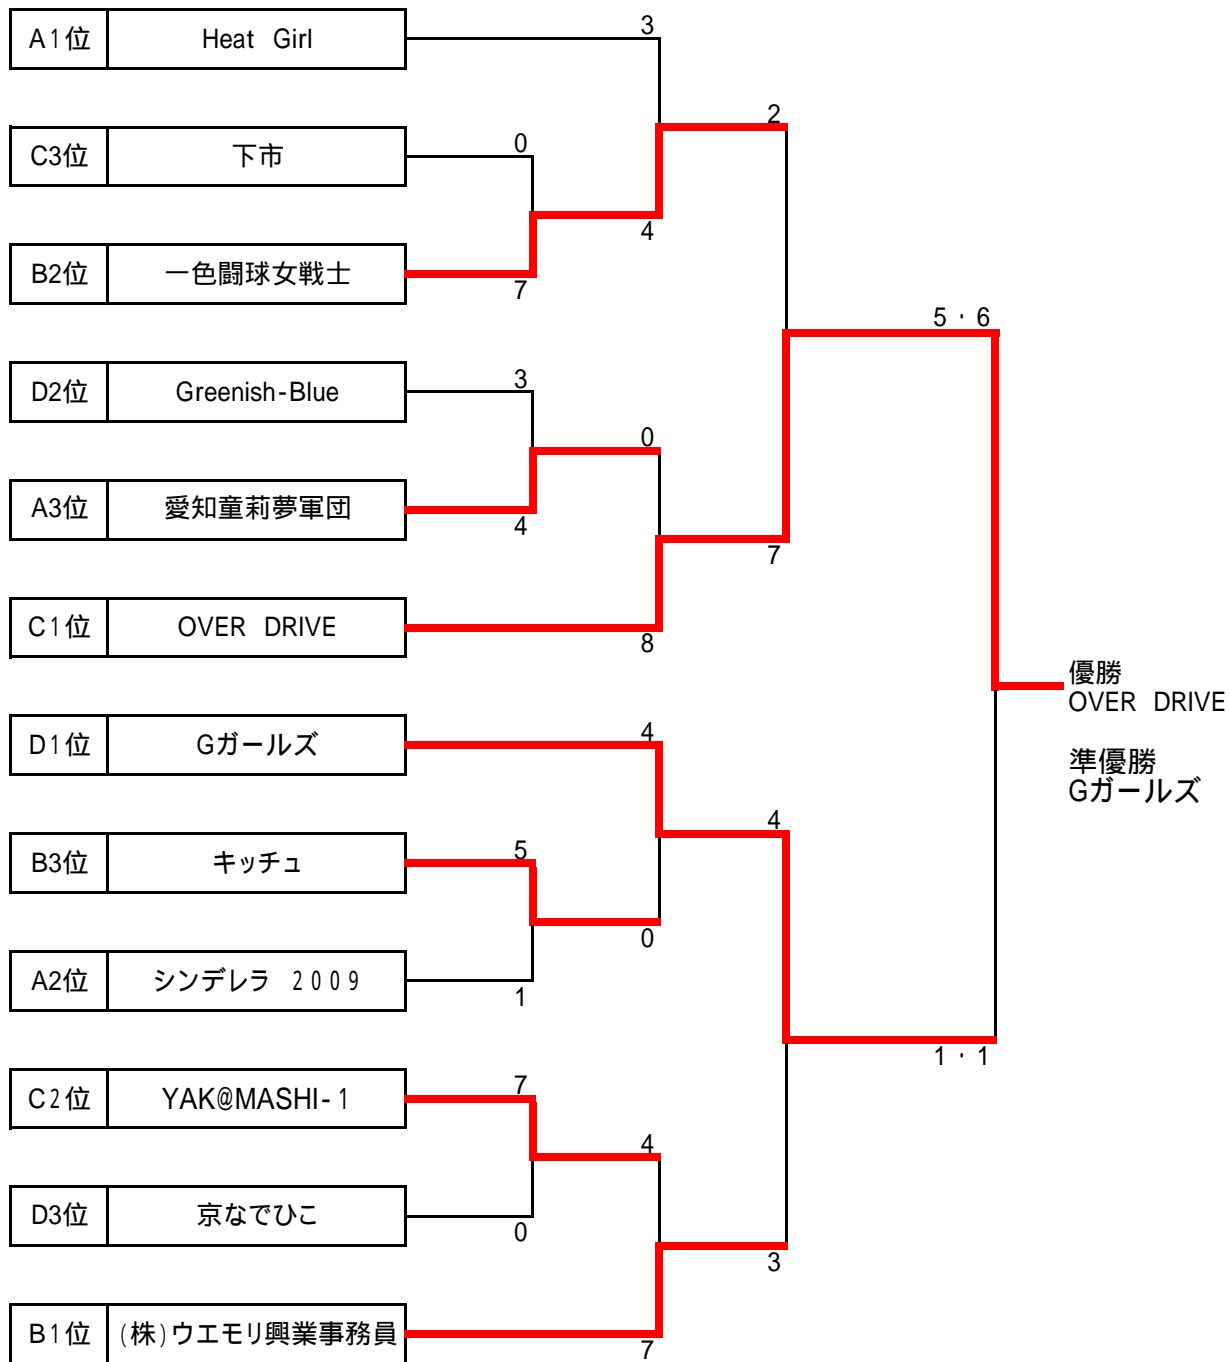 3
A1位 Heat Girl
2
0
C3位 下市
4
B2位 一色闘球女戦士
7
5・6
3
D2位 Greenish-Blue
0
A3位 愛知童莉夢軍団
4
7
C1位 OVER DRIVE
8
優勝
OVER DRIVE
4
D1位 Gガールズ
準優勝
Gガールズ
4
5
B3位 キッチュ
0
A2位 シンデレラ 2009
1
1・1
7
C2位 YAK@MASHI-1
4
D3位 京なでひこ
0
3
B1位 (株)ウエモリ興業事務員
7